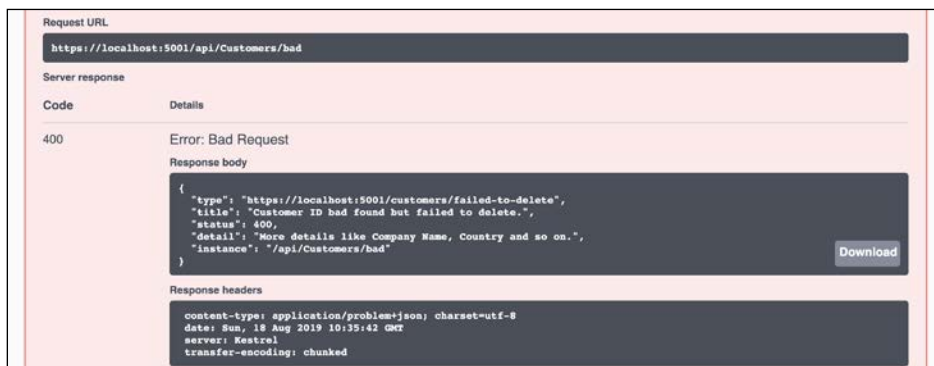 Request URL
https://localhost:5001/api/Customers/bad
Server response
Code Details
400 Error: Bad Request
Response body
{
"type": "https://localhost:5001/customers/failed-to-delete",
"title": "Customer ID bad found but failed to delete.",
"status": 400,
"detail": "More details like Company Name, Country and so on.",
"instance": "/api/Customers/bad"
}
Download
Response headers
content-type: application/problem+json; charset=utf-8
date: Sun, 18 Aug 2019 10:35:42 GMT
server: Kestrel
transfer-encoding: chunked